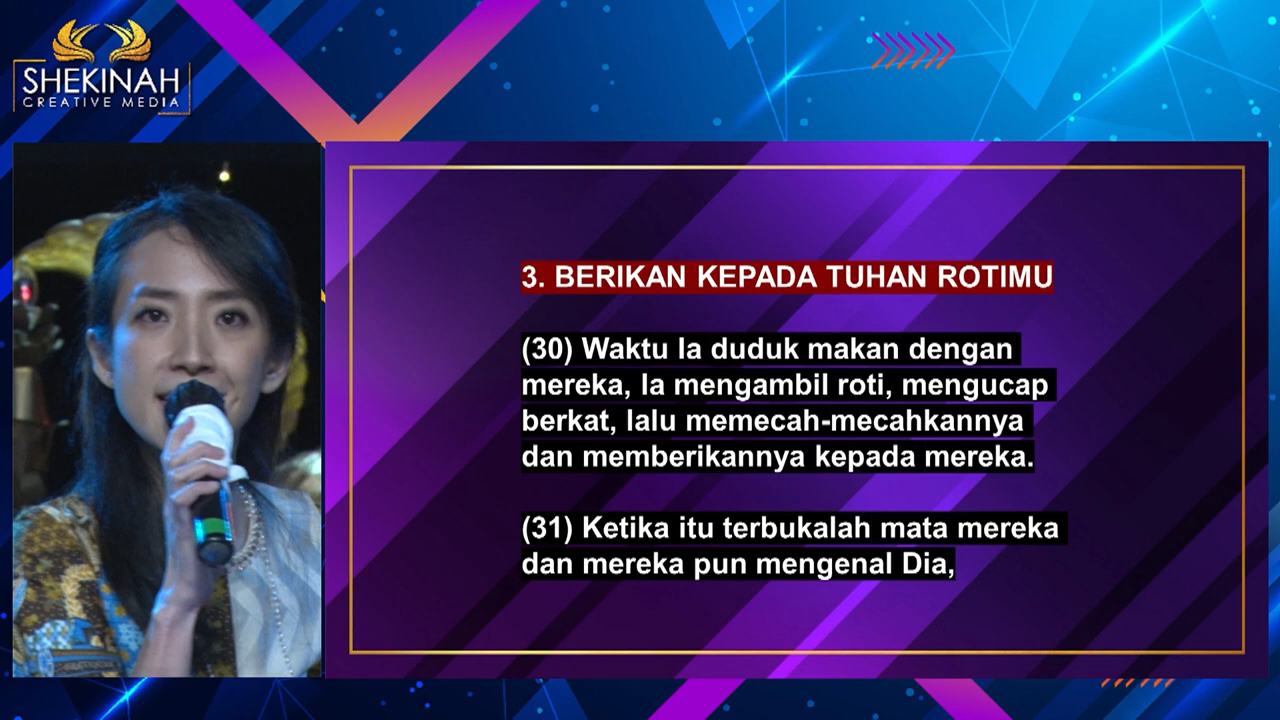 SHEKINAH
CREATIVE MEDIA
3. BERIKAN KEPADA TUHAN ROTIMU
(30) Waktu Ia duduk makan dengan
mereka, Ia mengambil roti, mengucap
berkat, lalu memecah-mecahkannya
dan memberikannya kepada mereka.
(31) Ketika itu terbukalah mata mereka
dan mereka pun mengenal Dia,